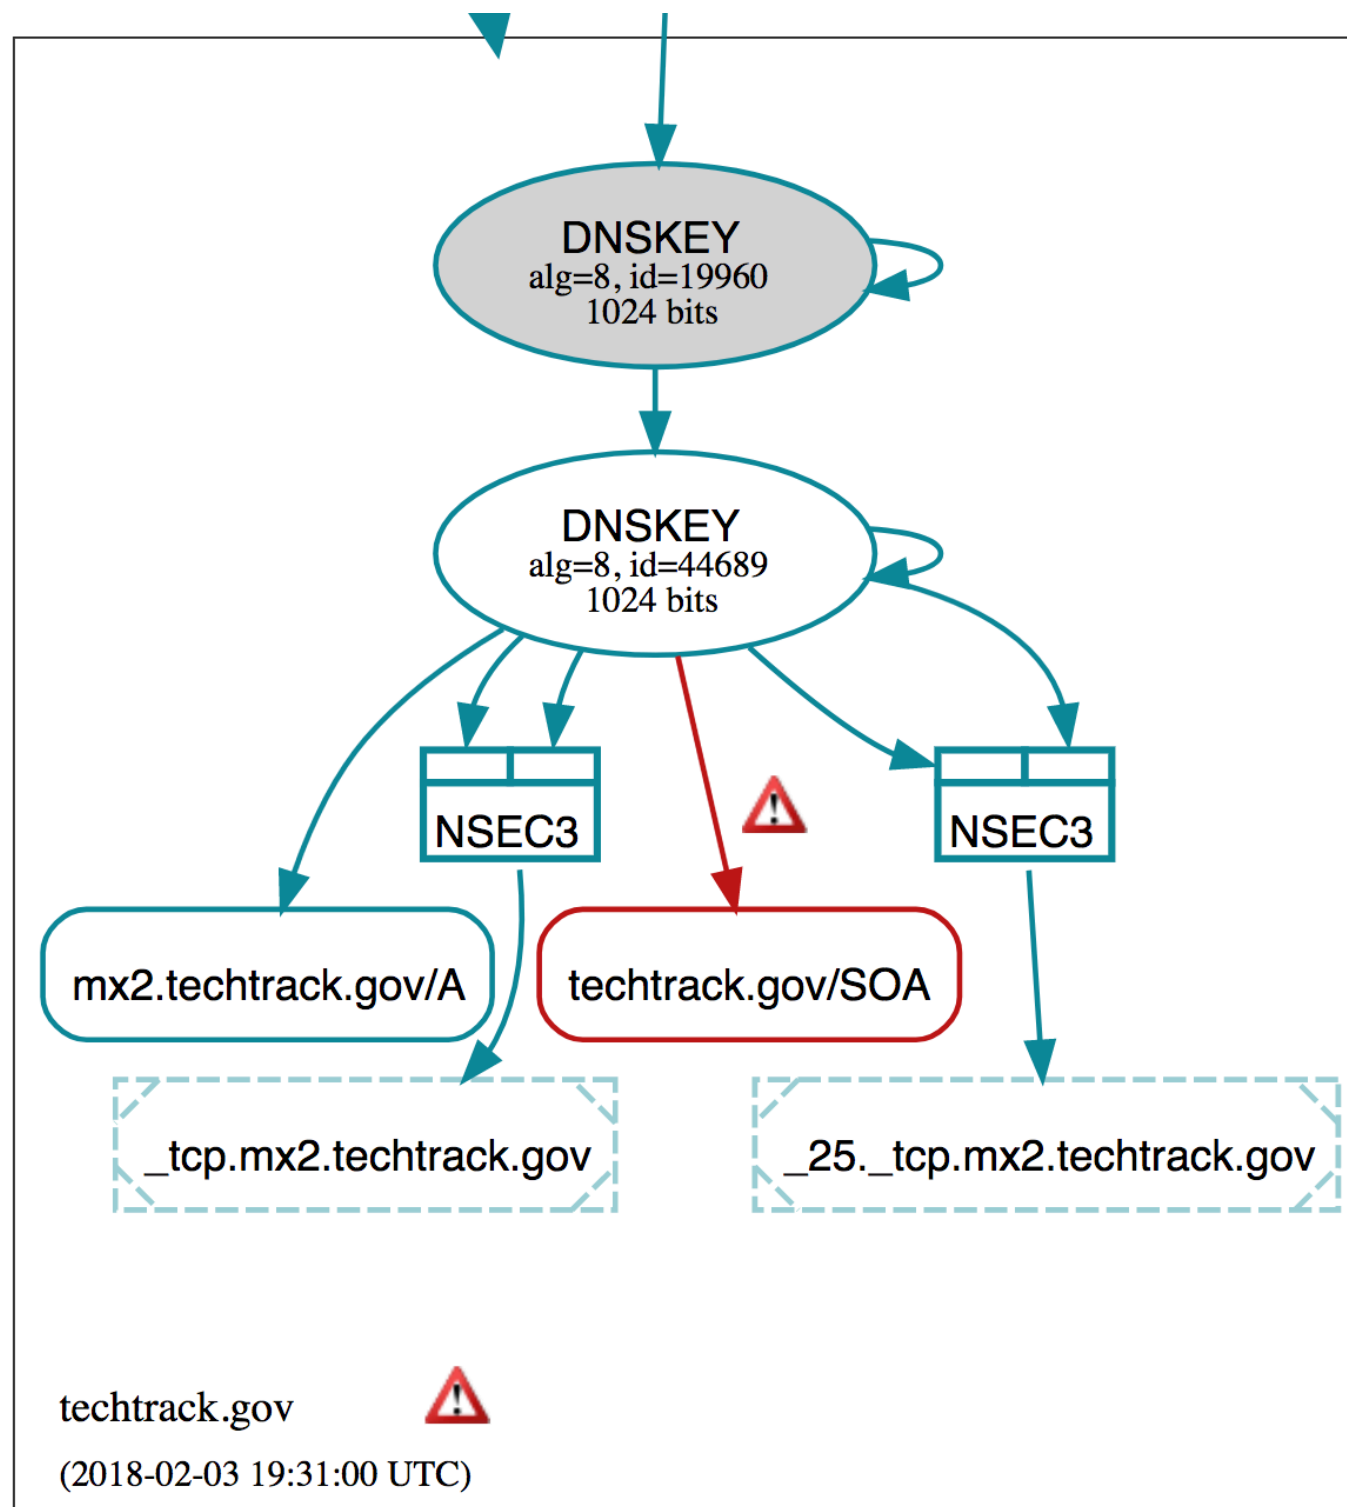 DNSKEY
alg=8, id=19960
1024 bits
DNSKEY
alg=8, id=44689
1024 bits
NSEC3
NSEC3
mx2.techtrack.gov/A
techtrack.gov/SOA
_tcp.mx2.techtrack.gov
_25._tcp.mx2.techtrack.gov
techtrack.gov
(2018-02-03 19:31:00 UTC)